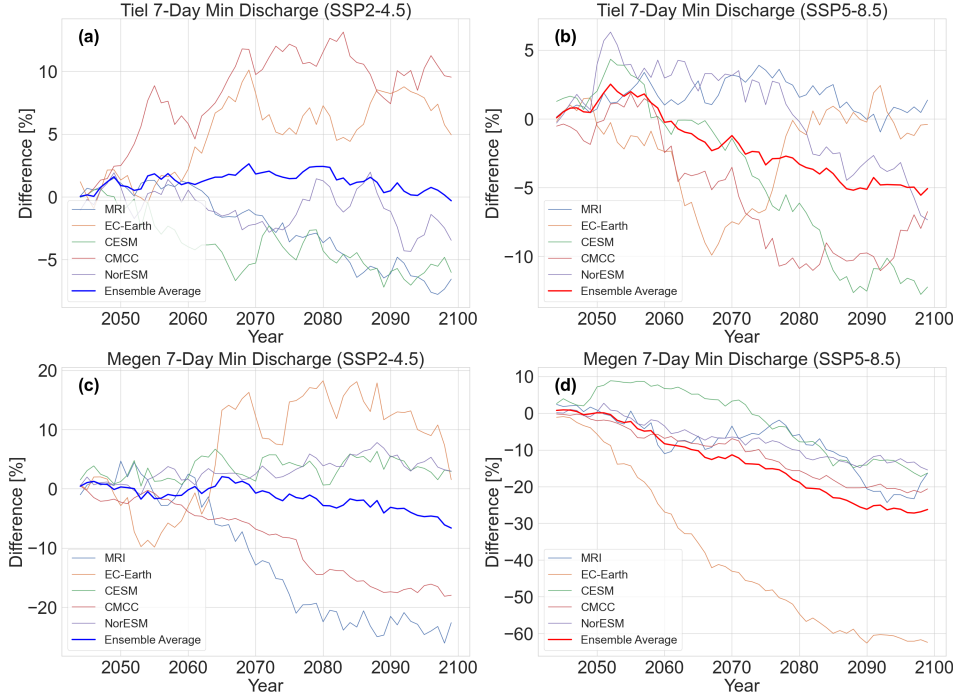 Tiel 7-Day Min Discharge (SSP2-4.5)
(a)
Difference [%]
10
5
0
−5
MRI
EC-Earth
CESM
CMCC
NorESM
Ensemble Average
2050 2060 2070 2080 2090 2100
Year
Tiel 7-Day Min Discharge (SSP5-8.5)
(b)
Difference [%]
5
0
−5
−10
MRI
EC-Earth
CESM
CMCC
NorESM
Ensemble Average
2050 2060 2070 2080 2090 2100
Year
Megen 7-Day Min Discharge (SSP2-4.5)
(c)
Difference [%]
20
10
0
−10
−20
MRI
EC-Earth
CESM
CMCC
NorESM
Ensemble Average
2050 2060 2070 2080 2090 2100
Year
Megen 7-Day Min Discharge (SSP5-8.5)
(d)
Difference [%]
10
0
−10
−20
−30
−40
−50
−60
MRI
EC-Earth
CESM
CMCC
NorESM
Ensemble Average
2050 2060 2070 2080 2090 2100
Year